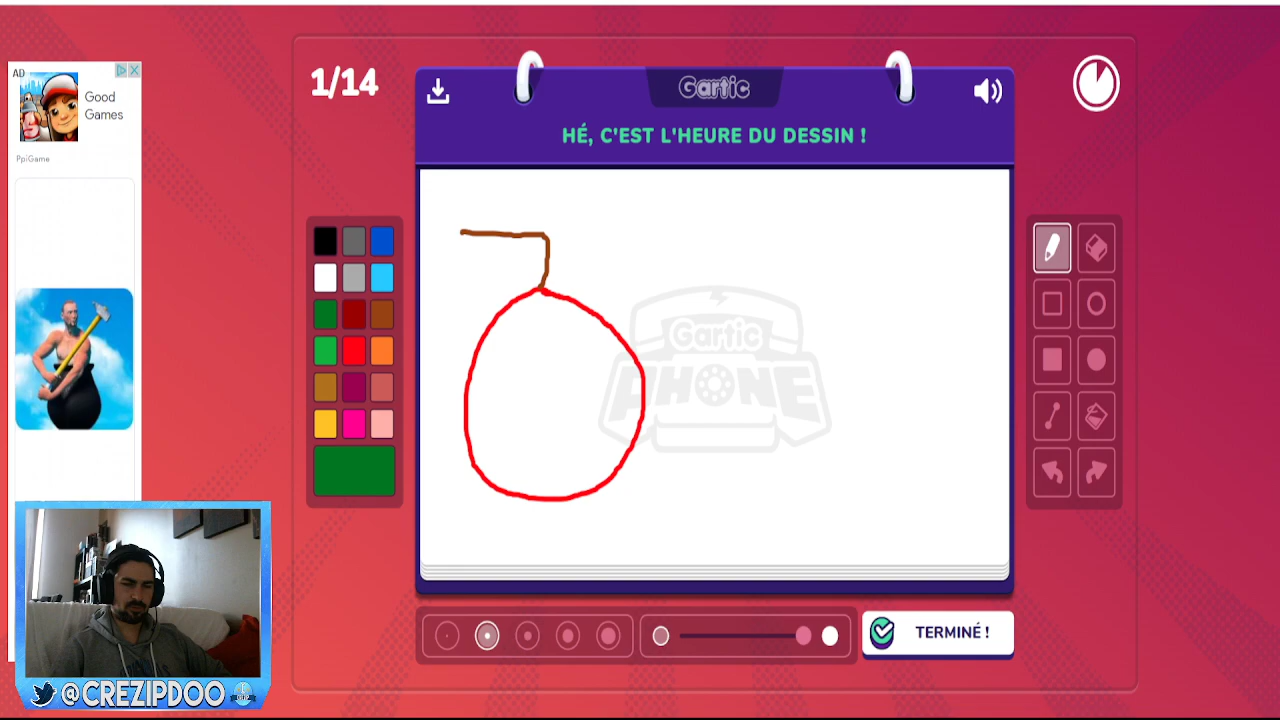 AD
Good
Games
PpiGame
1/14
Gartic
HÉ, C'EST L'HEURE DU DESSIN !
Gartic
PHONE
TERMINÉ !
@CREZIPDOO